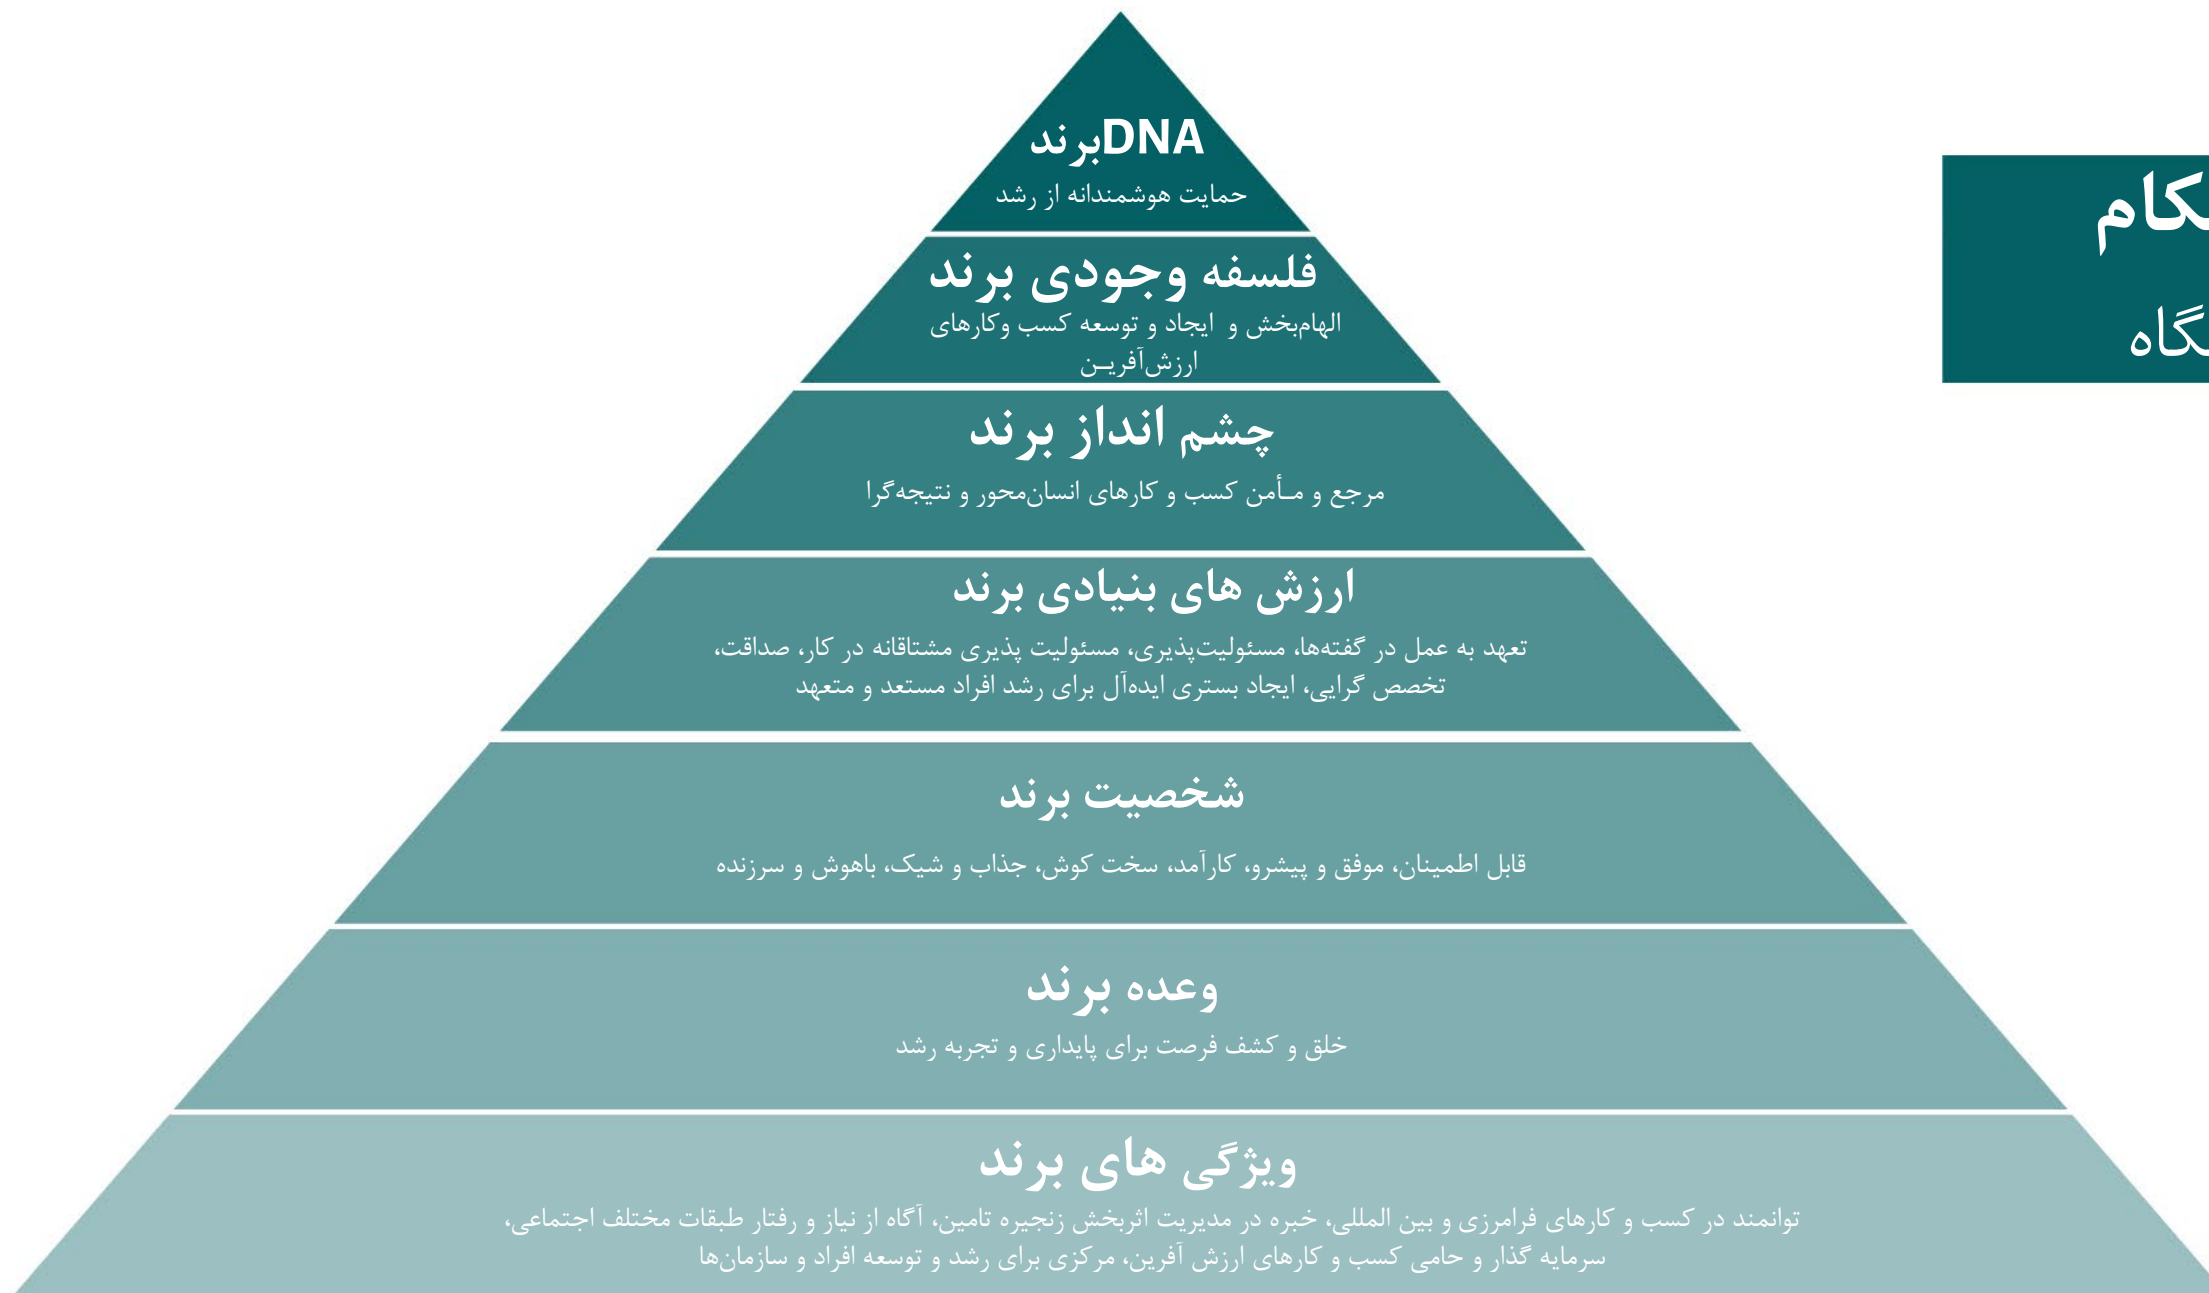 DNA برند
حمایت هوشمندانه از رشد
فلسفه وجودی برند
الهام‌بخش و ایجاد و توسعه کسب وکارهای
ارزش‌آفریـن
چشم انداز برند
مرجع و مـأمن کسب و کارهای انسان‌محور و نتیجه‌گرا
ارزش های بنیادی برند
تعهد به عمل در گفته‌ها، مسئولیت‌پذیری، مسئولیت پذیری مشتاقانه در کار، صداقت،
تخصص گرایی، ایجاد بستری ایده‌آل برای رشد افراد مستعد و متعهد
شخصیت برند
قابل اطمینان، موفق و پیشرو، کارآمد، سخت کوش، جذاب و شیک، باهوش و سرزنده
وعده برند
خلق و کشف فرصت برای پایداری و تجربه رشد
ویژگی های برند
توانمند در کسب و کارهای فرامرزی و بین المللی، خبره در مدیریت اثربخش زنجیره تامین، آگاه از نیاز و رفتار طبقات مختلف اجتماعی،
سرمایه گذار و حامی کسب و کارهای ارزش آفرین، مرکزی برای رشد و توسعه افراد و سازمان‌ها